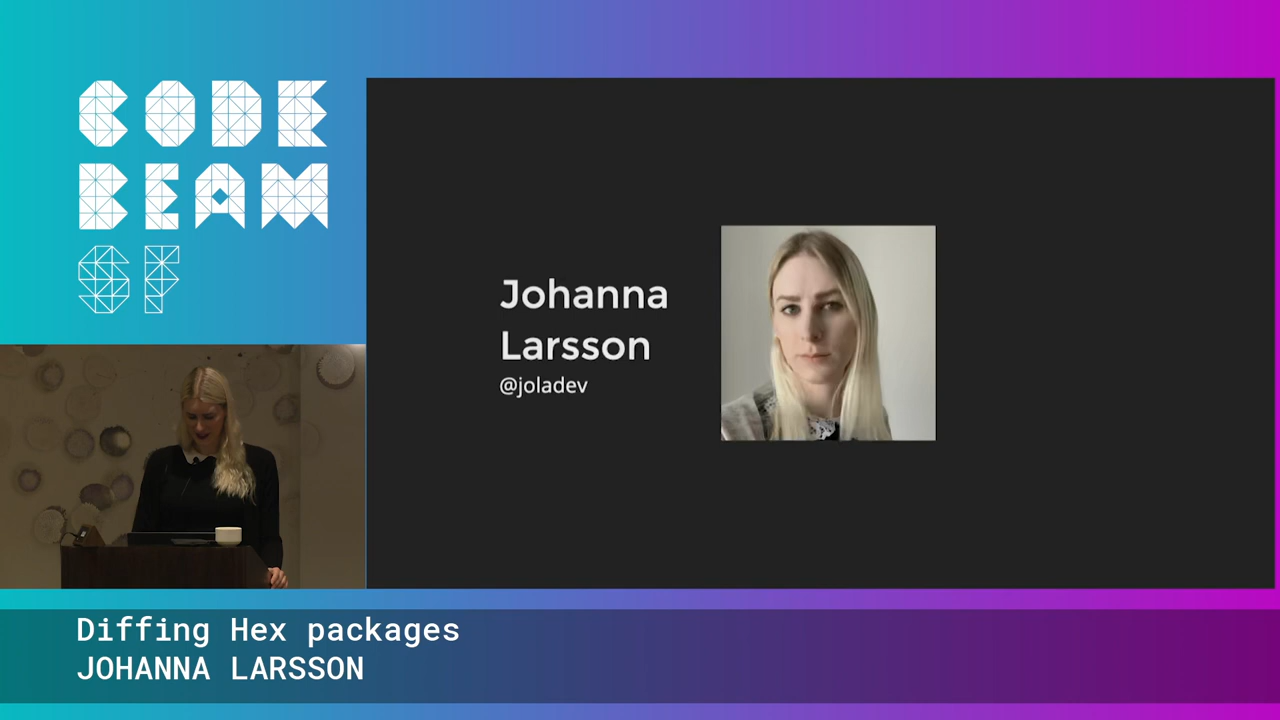 CODE
BEAM
SF
Johanna
Larsson
@joladev
Diffing Hex packages
JOHANNA LARSSON